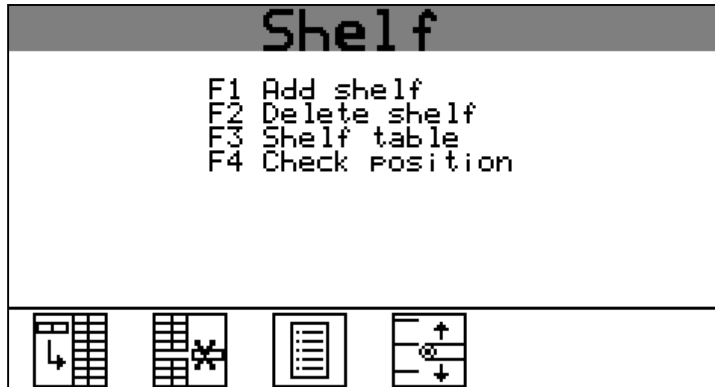 Shelf
F1 Add shelf
F2 Delete shelf
F3 Shelf table
F4 Check position